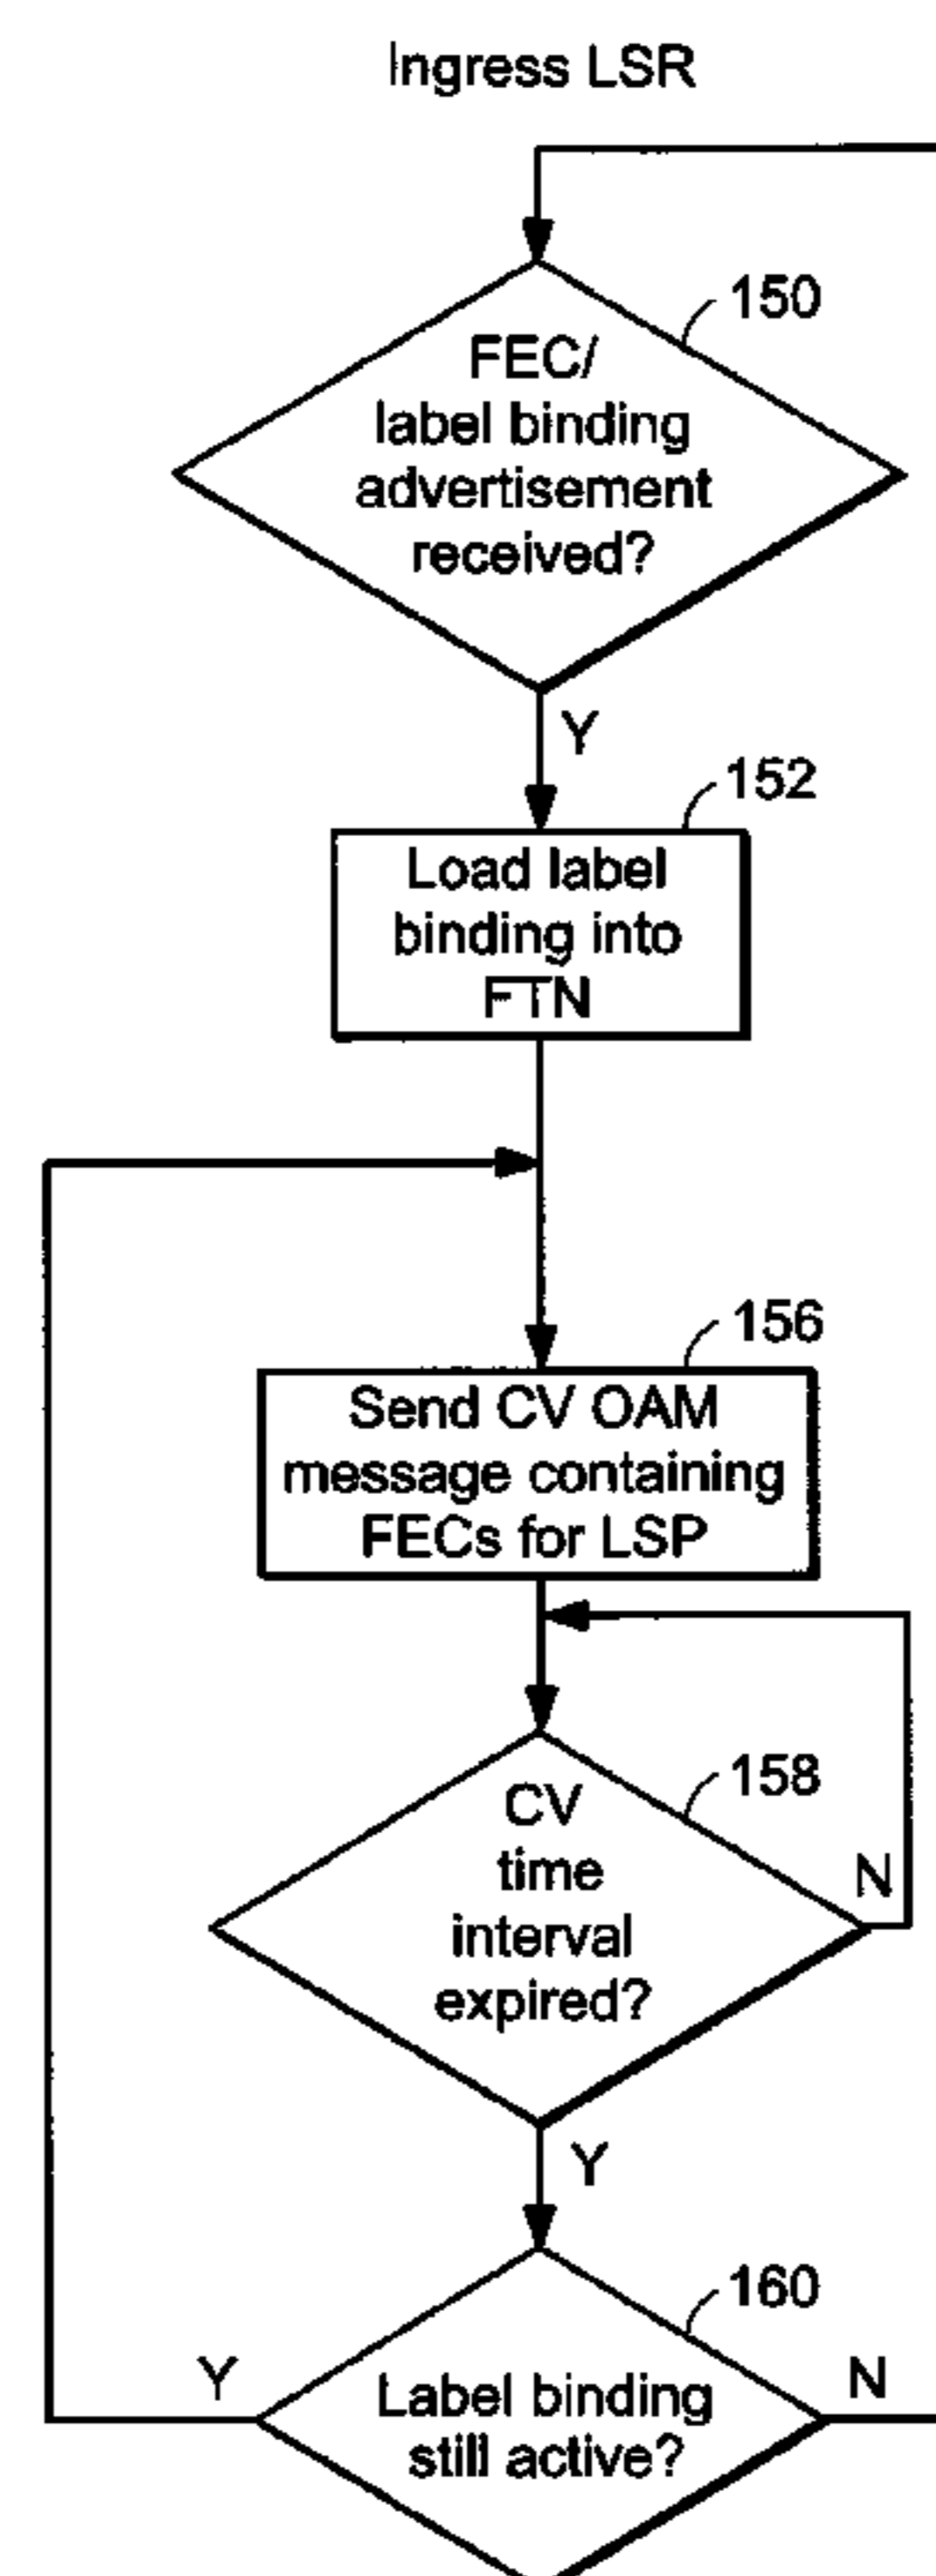 Ingress LSR
150
FEC/
label binding
advertisement
received?
Y
152
Load label
binding into
FTN
156
Send CV OAM
message containing
FECs for LSP
158
CV
time
interval
expired?
N
Y
160
Y
N
Label binding
still active?